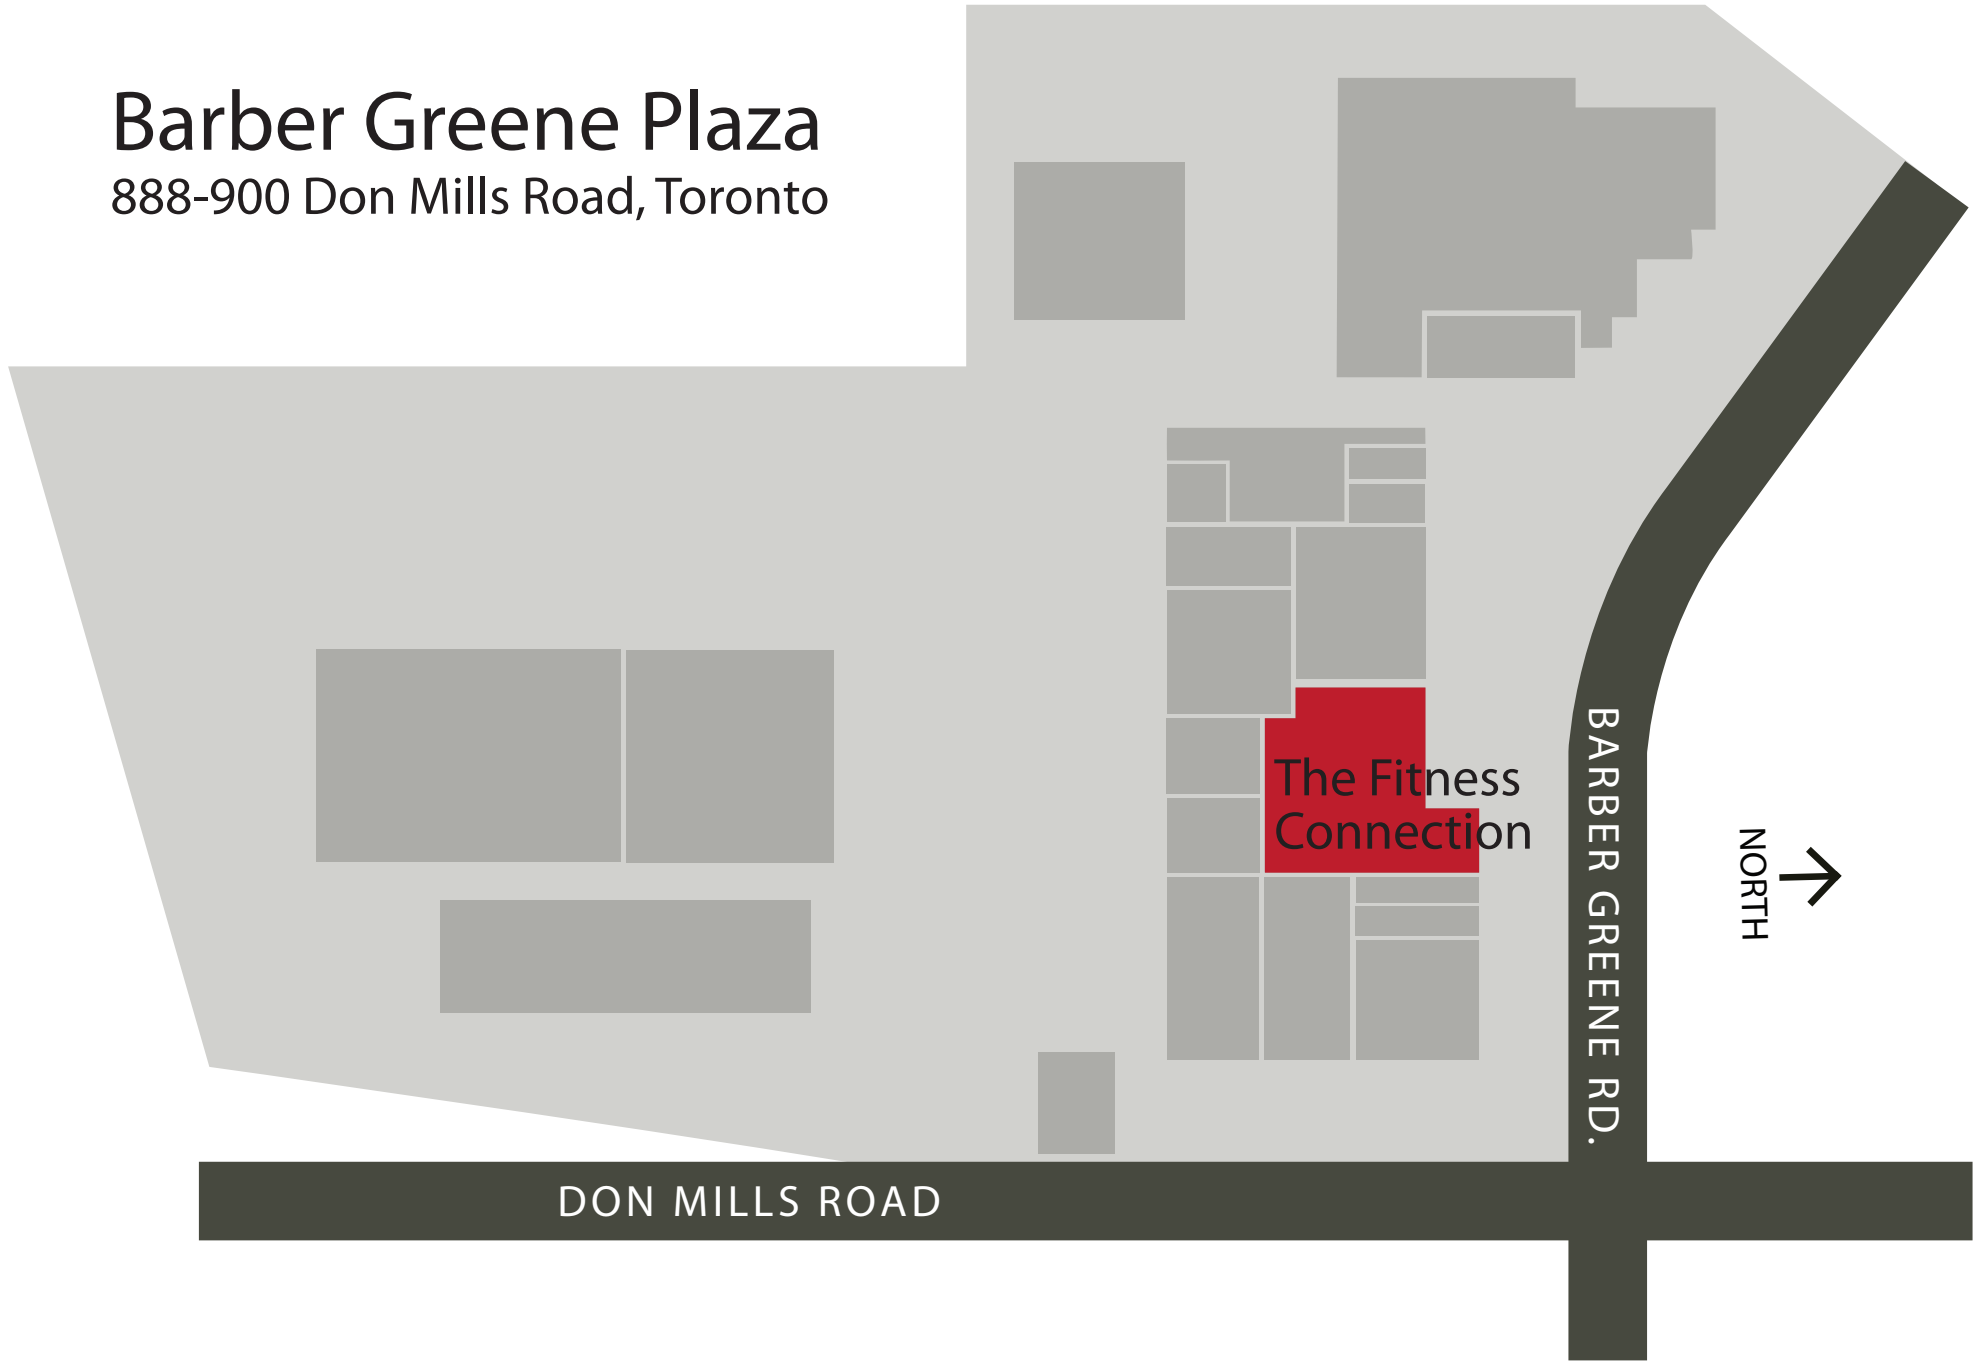 Barber Greene Plaza
888-900 Don Mills Road, Toronto
The Fitness
Connection
BARBER GREENE RD.
NORTH
DON MILLS ROAD